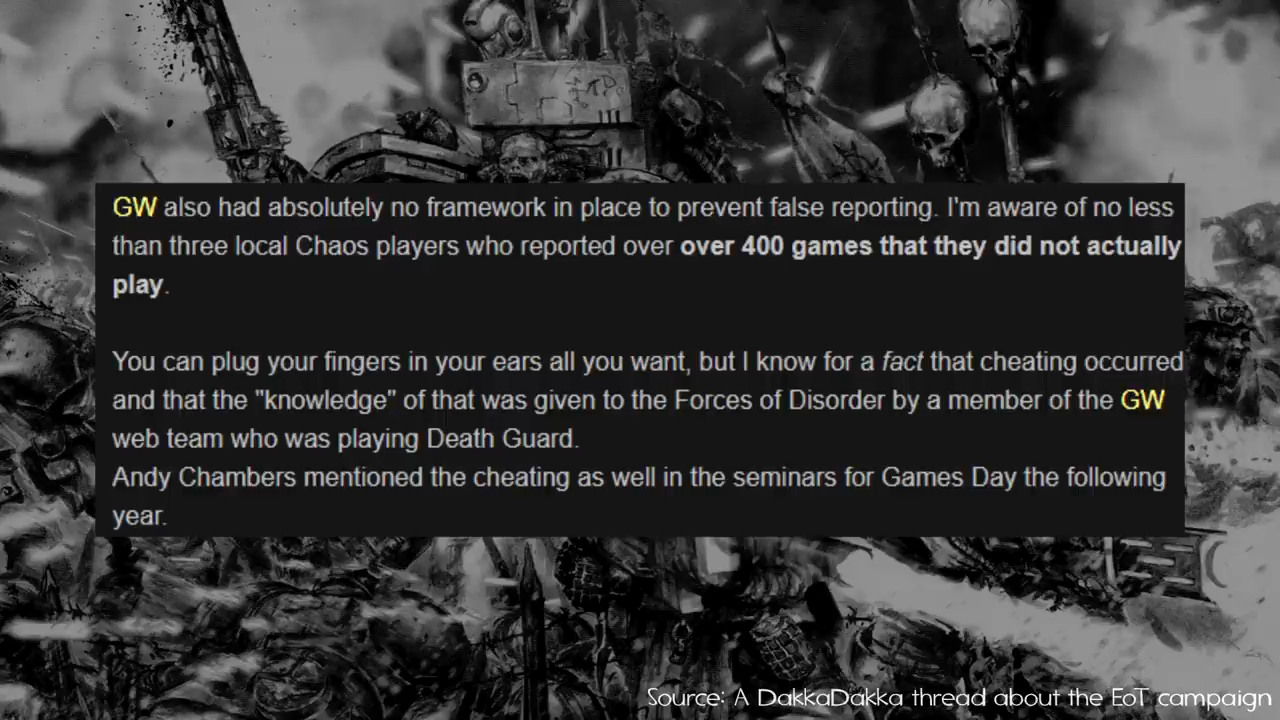 GW also had absolutely no framework in place to prevent false reporting. I'm aware of no less
than three local Chaos players who reported over over 400 games that they did not actually
play.
You can plug your fingers in your ears all you want, but I know for a fact that cheating occurred
and that the "knowledge" of that was given to the Forces of Disorder by a member of the GW
web team who was playing Death Guard.
Andy Chambers mentioned the cheating as well in the seminars for Games Day the following
year.
Source: A DakkaDakka thread about the EoT campaign